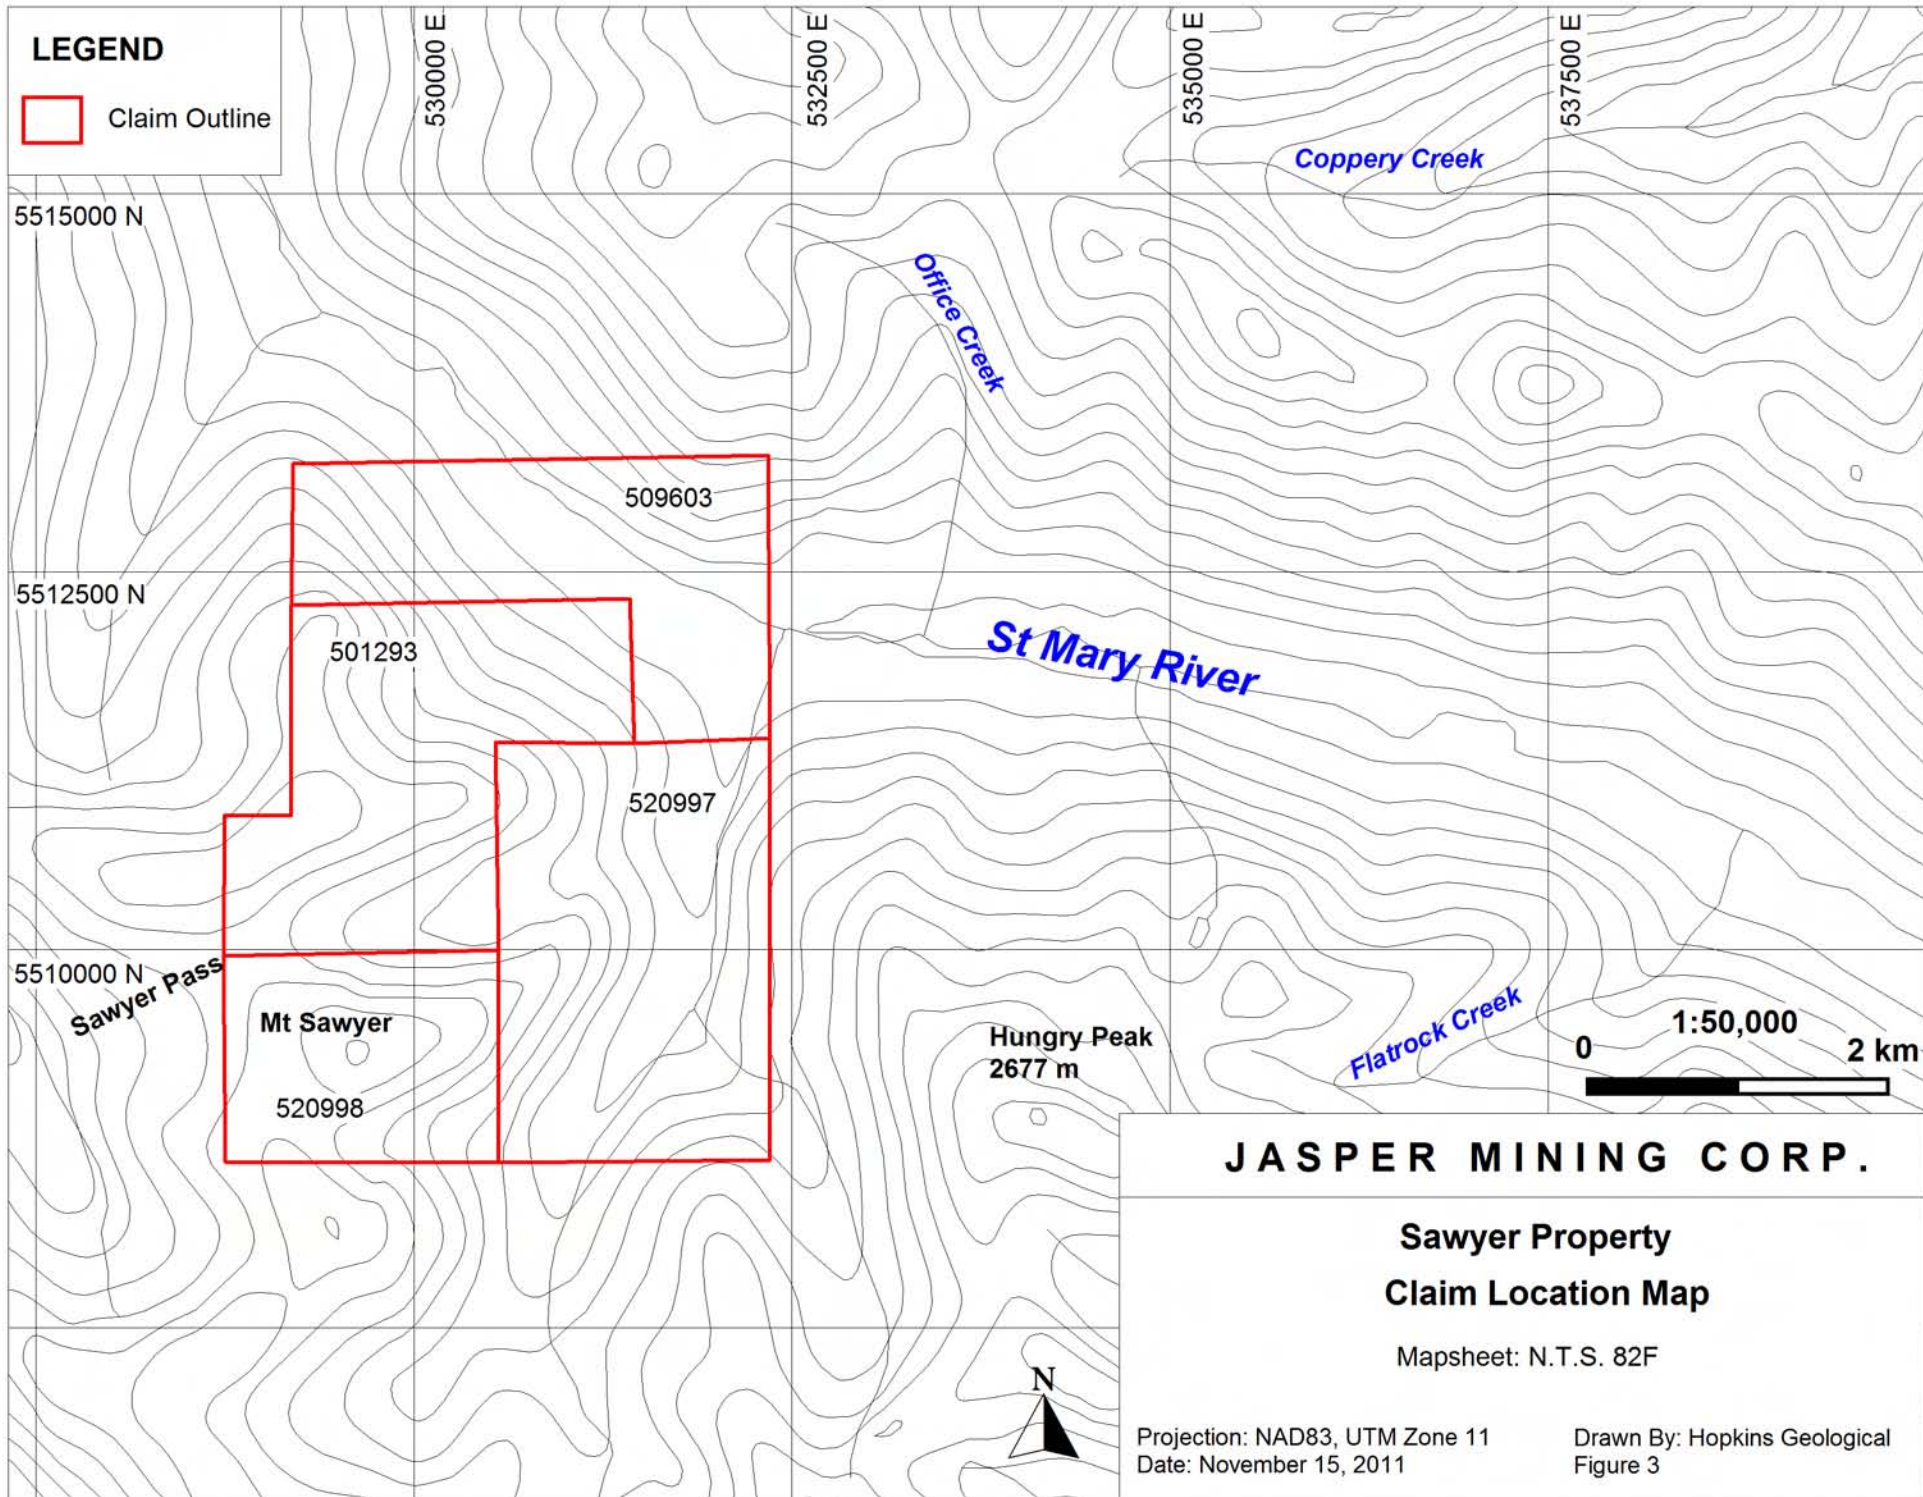 LEGEND
Claim Outline
530000 E
532500 E
535000 E
537500 E
Coppery Creek
5515000 N
Office Creek
509603
5512500 N
501293
St Mary River
520997
5510000 N
Sawyer Pass
Mt Sawyer
520998
Hungry Peak
2677 m
Flatrock Creek
1:50,000
0
2 km
JASPER MINING CORP.
Sawyer Property
Claim Location Map
Mapsheet: N.T.S. 82F
N
Projection: NAD83, UTM Zone 11
Date: November 15, 2011
Drawn By: Hopkins Geological
Figure 3